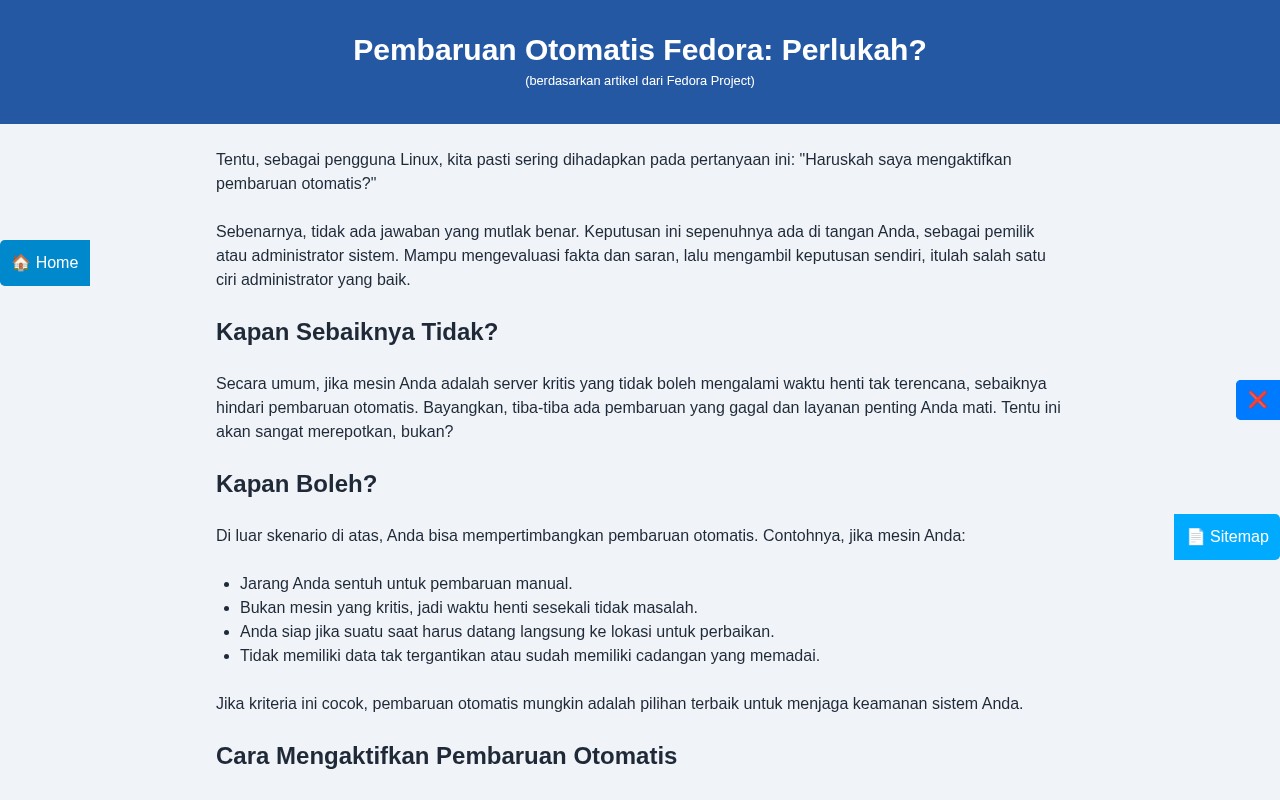 Pembaruan Otomatis Fedora: Perlukah?
(berdasarkan artikel dari Fedora Project)
Tentu, sebagai pengguna Linux, kita pasti sering dihadapkan pada pertanyaan ini: "Haruskah saya mengaktifkan
pembaruan otomatis?"
Sebenarnya, tidak ada jawaban yang mutlak benar. Keputusan ini sepenuhnya ada di tangan Anda, sebagai pemilik
atau administrator sistem. Mampu mengevaluasi fakta dan saran, lalu mengambil keputusan sendiri, itulah salah satu
ciri administrator yang baik.
🏠 Home
Kapan Sebaiknya Tidak?
Secara umum, jika mesin Anda adalah server kritis yang tidak boleh mengalami waktu henti tak terencana, sebaiknya
hindari pembaruan otomatis. Bayangkan, tiba-tiba ada pembaruan yang gagal dan layanan penting Anda mati. Tentu ini
akan sangat merepotkan, bukan?
❌
Kapan Boleh?
Di luar skenario di atas, Anda bisa mempertimbangkan pembaruan otomatis. Contohnya, jika mesin Anda:
📄 Sitemap
• Jarang Anda sentuh untuk pembaruan manual.
• Bukan mesin yang kritis, jadi waktu henti sesekali tidak masalah.
• Anda siap jika suatu saat harus datang langsung ke lokasi untuk perbaikan.
• Tidak memiliki data tak tergantikan atau sudah memiliki cadangan yang memadai.
Jika kriteria ini cocok, pembaruan otomatis mungkin adalah pilihan terbaik untuk menjaga keamanan sistem Anda.
Cara Mengaktifkan Pembaruan Otomatis